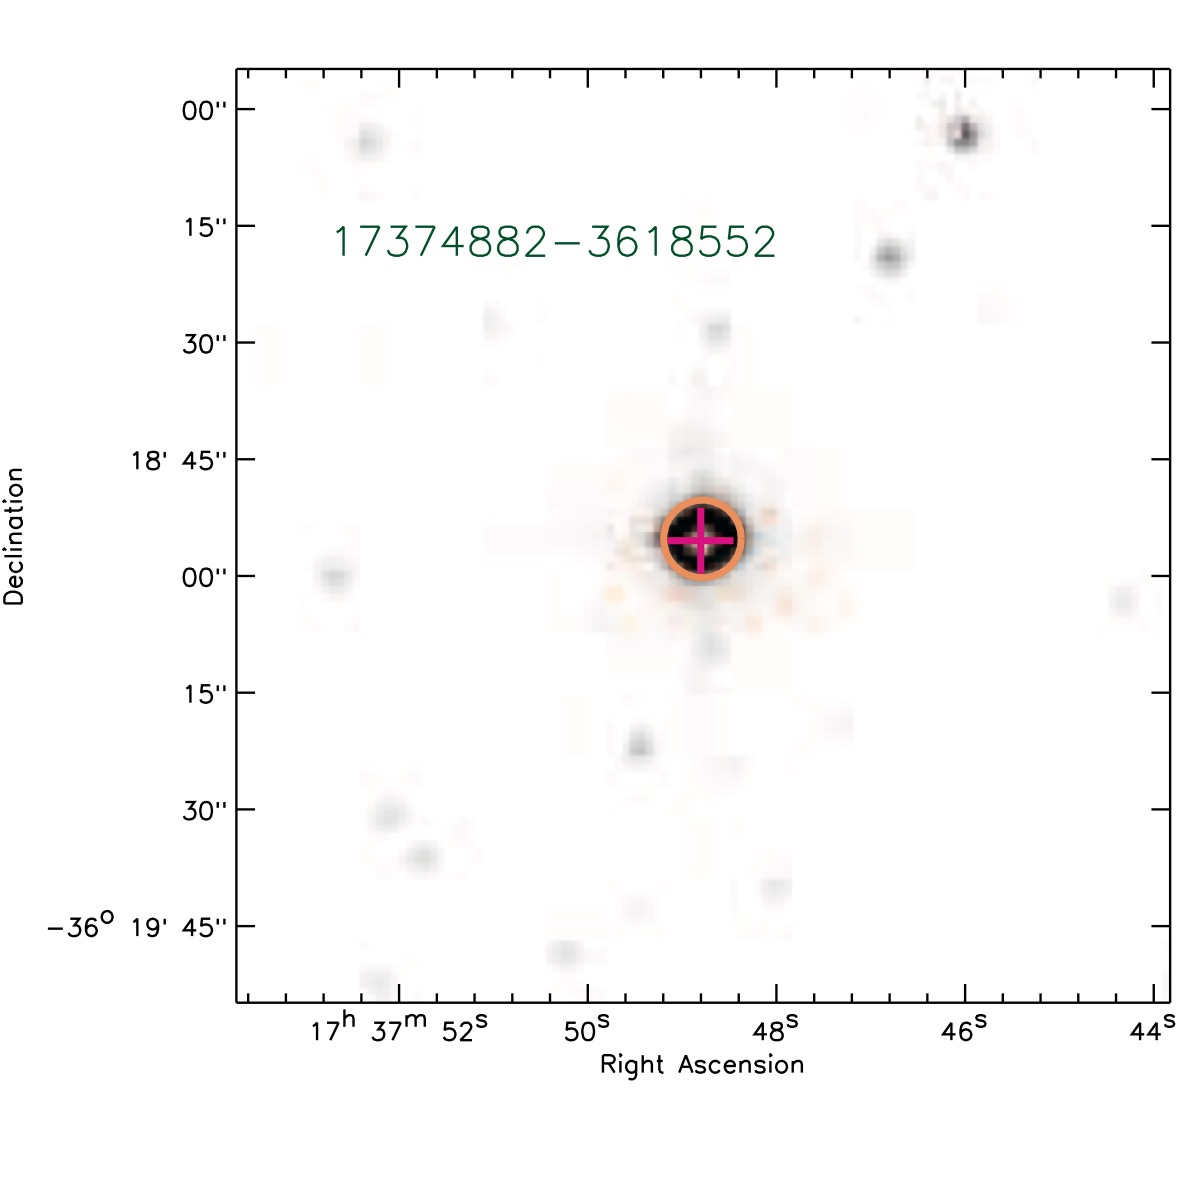 00"
15"
17374882-3618552
30"
18' 45"
00"
15"
30"
-36° 19' 45"
17ʰ 37ᵐ 52ˢ 50ˢ 48ˢ 46ˢ 44ˢ
Right Ascension
Declination